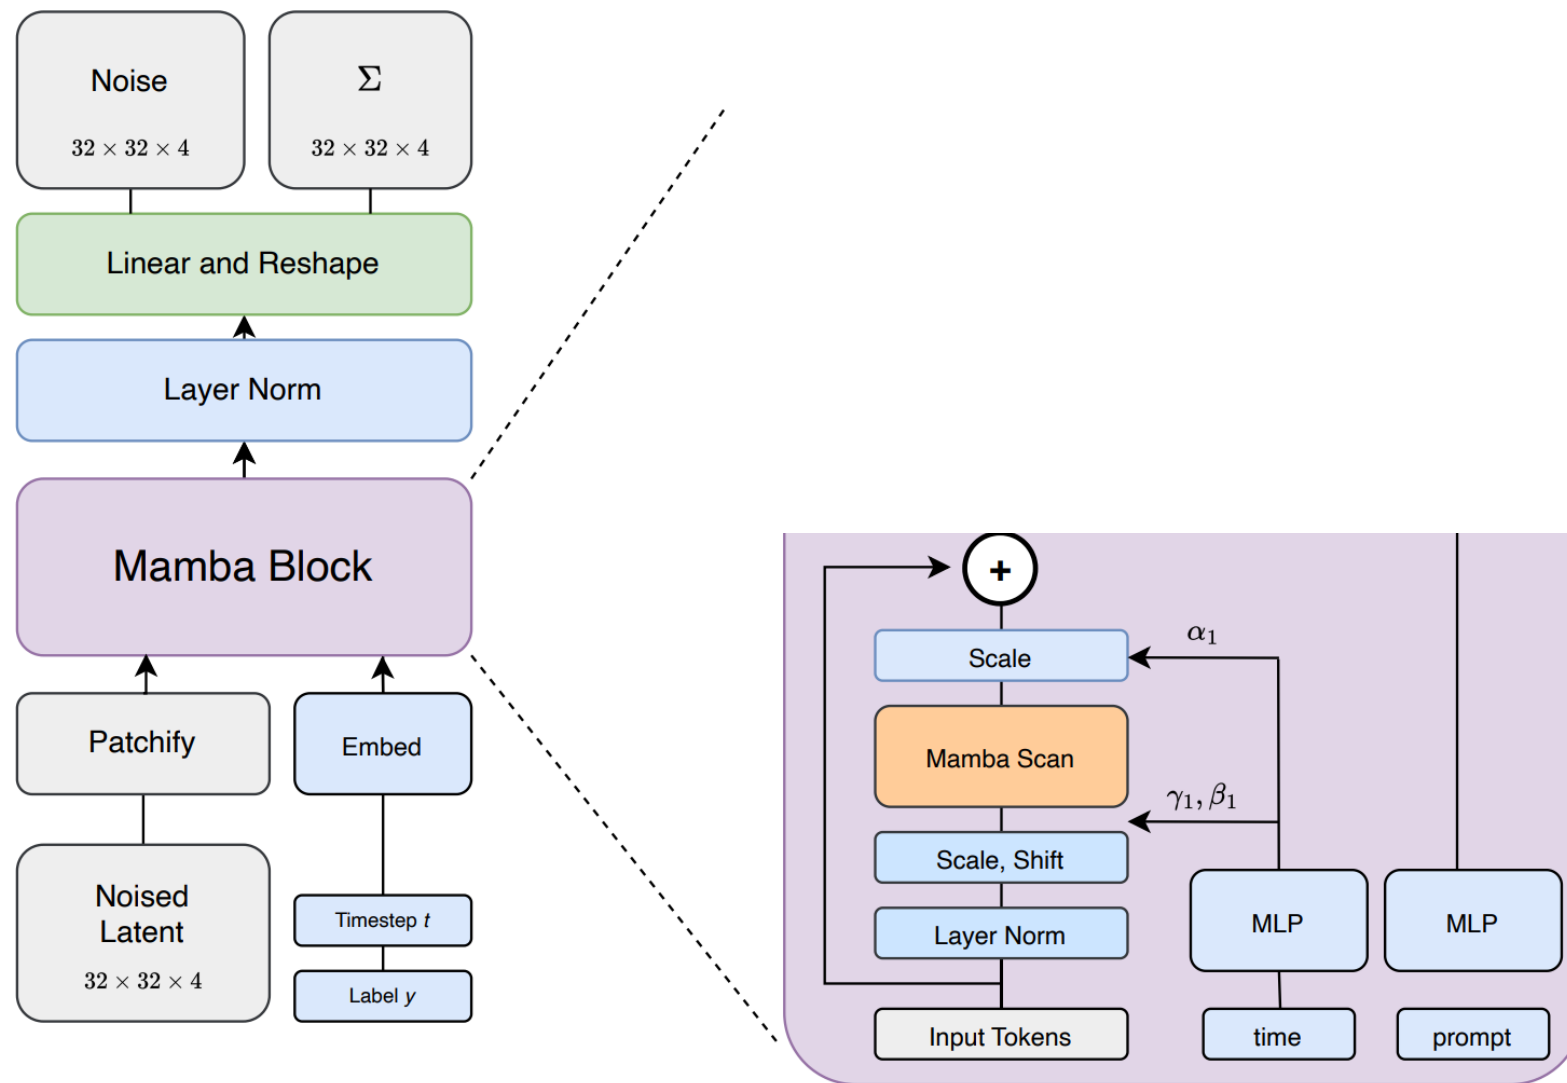 Noise
32 × 32 × 4
Σ
32 × 32 × 4
Linear and Reshape
Layer Norm
Mamba Block
Patchify
Embed
Noised
Latent
32 × 32 × 4
Timestep t
Label y
+
Scale
α₁
Mamba Scan
γ₁, β₁
Scale, Shift
Layer Norm
MLP
MLP
Input Tokens
time
prompt